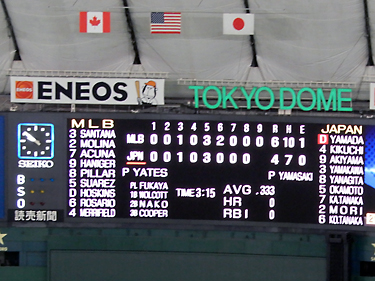 ENEOS
TOKYO DOME
MLB
3 SANTANA
2 MOLINA
7 ACUNA
9 HANIGER
8 PILLAR
5 SUAREZ
D HOSKINS
6 ROSARIO
4 MERRIFIELD
1 2 3 4 5 6 7 8 9 R H E
MLB 0 0 1 0 3 2 0 0 0 6 10 1
JPN 0 0 1 0 3 0 0 0 4 7 0
P YATES
P YAMASAKI
PL FUKAYA
1B WOLCOTT
2B NAKO
3B COOPER
TIME 3:15
AVG .333
HR 0
RBI 0
JAPAN
D YAMADA
4 KIKUCHI
9 AKIYAMA
3 YAMAKAWA
8 YANAGITA
5 OKAMOTO
7 KAITANAKA
2 MORI
6 KOITANAKA
SEIKO
B
S
O
読売新聞